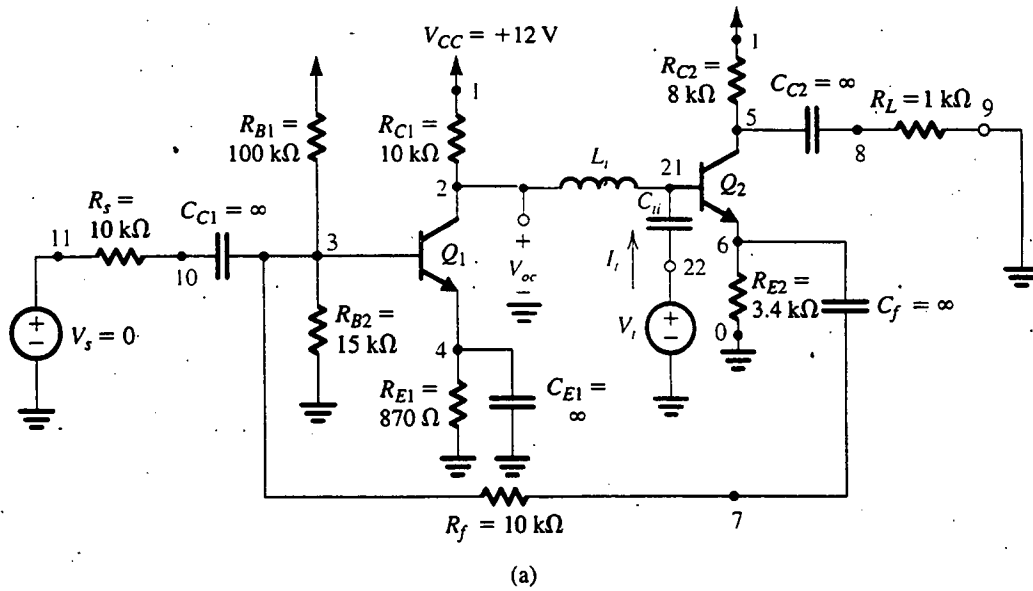 V_CC = +12 V
1
1
R_C2 =
8 kΩ
C_C2 = ∞
R_L = 1 kΩ
9
5
8
R_B1 =
100 kΩ
R_C1 =
10 kΩ
2
L_t
21
Q_2
R_s =
10 kΩ
C_C1 = ∞
11
10
3
Q_1
+
V_oc
−
I_t
22
6
R_E2 =
3.4 kΩ
0
C_f = ∞
+
−
V_s = 0
R_B2 =
15 kΩ
4
R_E1 =
870 Ω
C_E1 =
∞
V_t
+
−
R_f = 10 kΩ
7
(a)